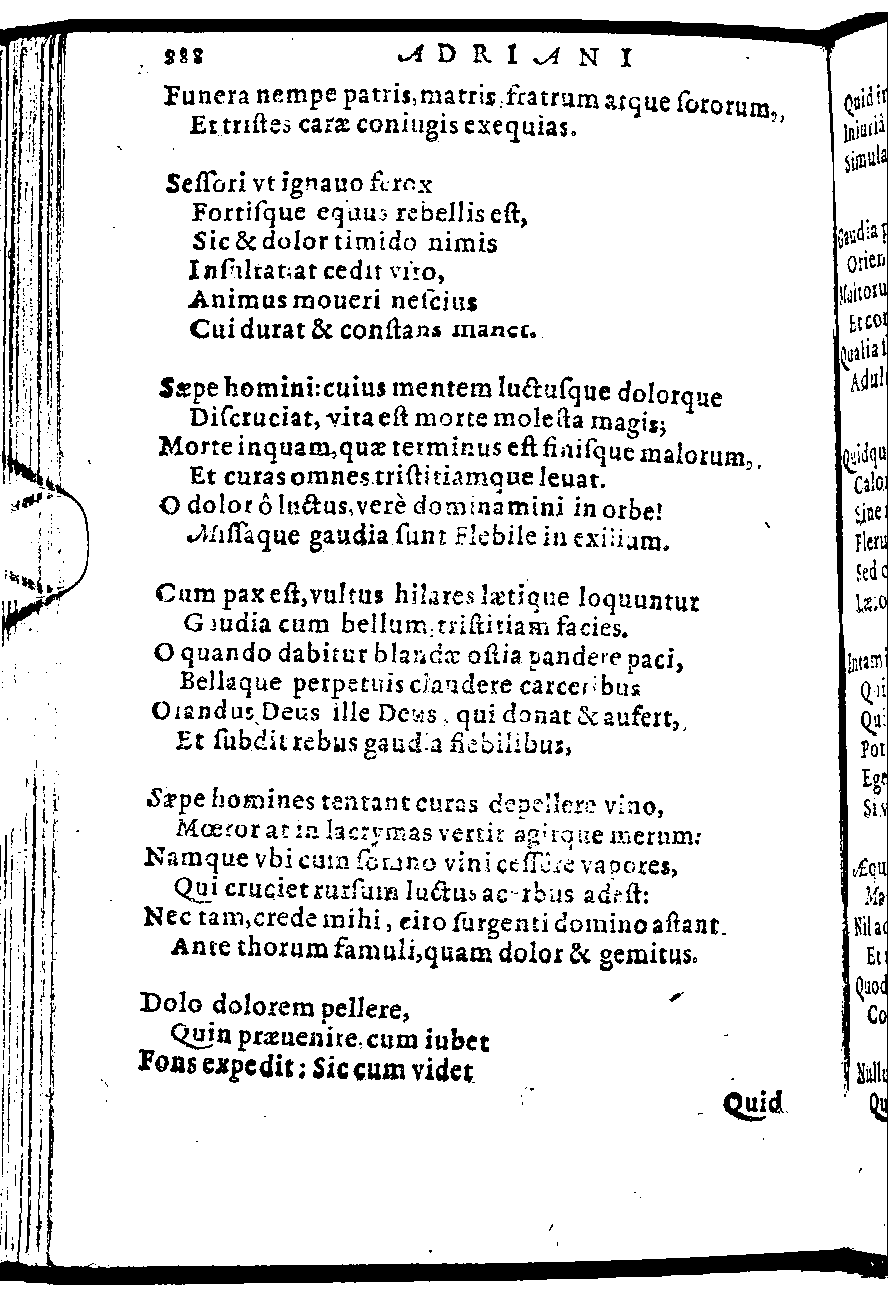 888 ADRIANI
Funera nempe patris, matris, fratrum atque ſororum,
Et triſtes caræ coniugis exequias.
Seſſori vt ignauo ferox
Fortiſque equus rebellis eſt,
Sic & dolor timido nimis
Inſultat: at cedit viro,
Animus moueri neſcius
Cui durat & conſtans manet.
Sæpe homini: cuius mentem luctuſque dolorque
Diſcruciat, vita eſt morte moleſta magis;
Morte inquam, quæ terminus eſt finiſque malorum,
Et curas omnes triſtitiamque leuat.
O dolor ô luctus, verè dominamini in orbe!
Miſſaque gaudia ſunt Flebile in exilium.
Cum pax eſt, vultus hilares lætique loquuntur
Gaudia cum bellum, triſtitiam facies.
O quando dabitur blandæ oſtia pandere paci,
Bellaque perpetuis claudere carceribus
Orandus Deus ille Deus, qui donat & aufert,
Et ſubdit rebus gaudia flebilibus,
Sæpe homines tentant curas depellere vino,
Mœror at in lacrymas vertit agitque merum:
Namque vbi cum ſomno vini ceſſêre vapores,
Qui cruciet rurſum luctus acerbus adeſt:
Nec tam, crede mihi, cito ſurgenti domino aſtant
Ante thorum famuli, quam dolor & gemitus.
Dolo dolorem pellere,
Quin præuenire, cum iubet
Fons expedit: Sic cum videt
Quid